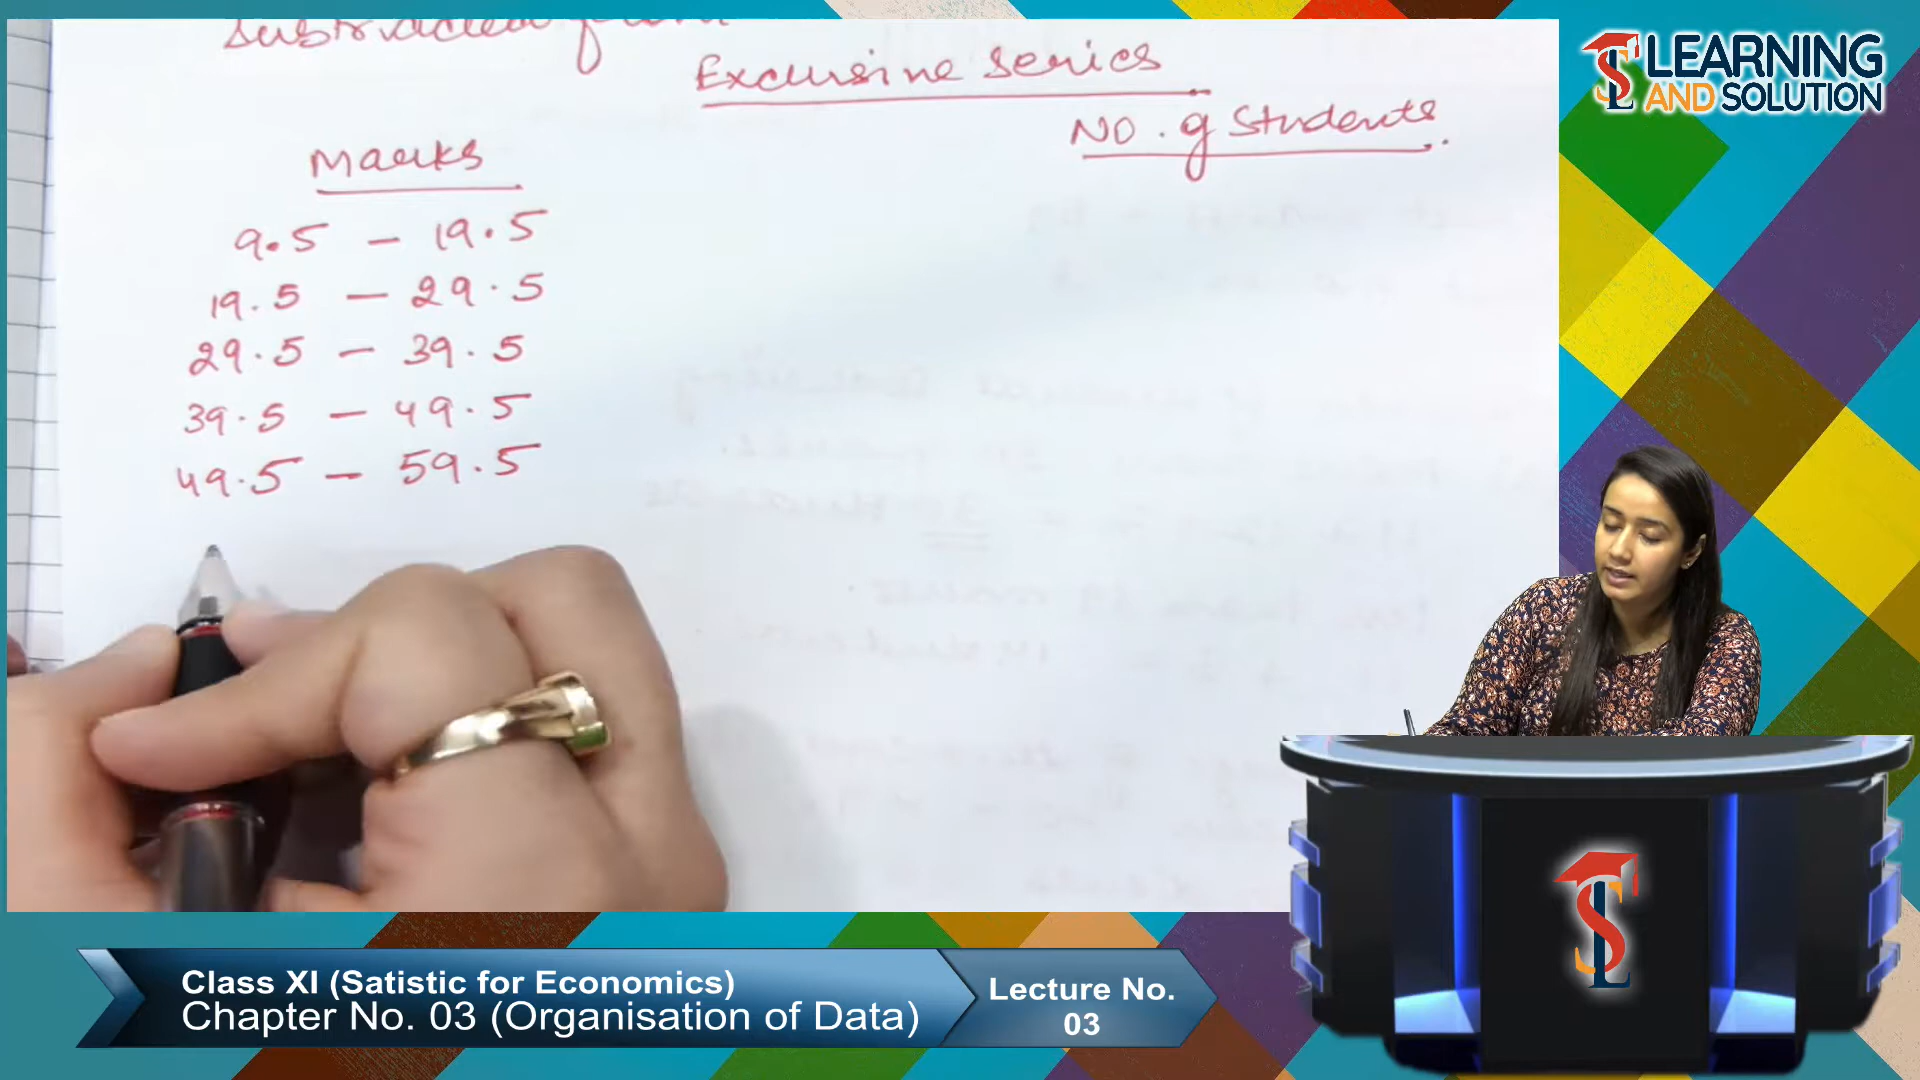 Subtracted from
Exclusive series
No. of Students.
Marks
9.5 — 19.5
19.5 — 29.5
29.5 — 39.5
39.5 — 49.5
49.5 — 59.5
LEARNING
AND SOLUTION
Class XI (Satistic for Economics)
Chapter No. 03 (Organisation of Data)
Lecture No.
03